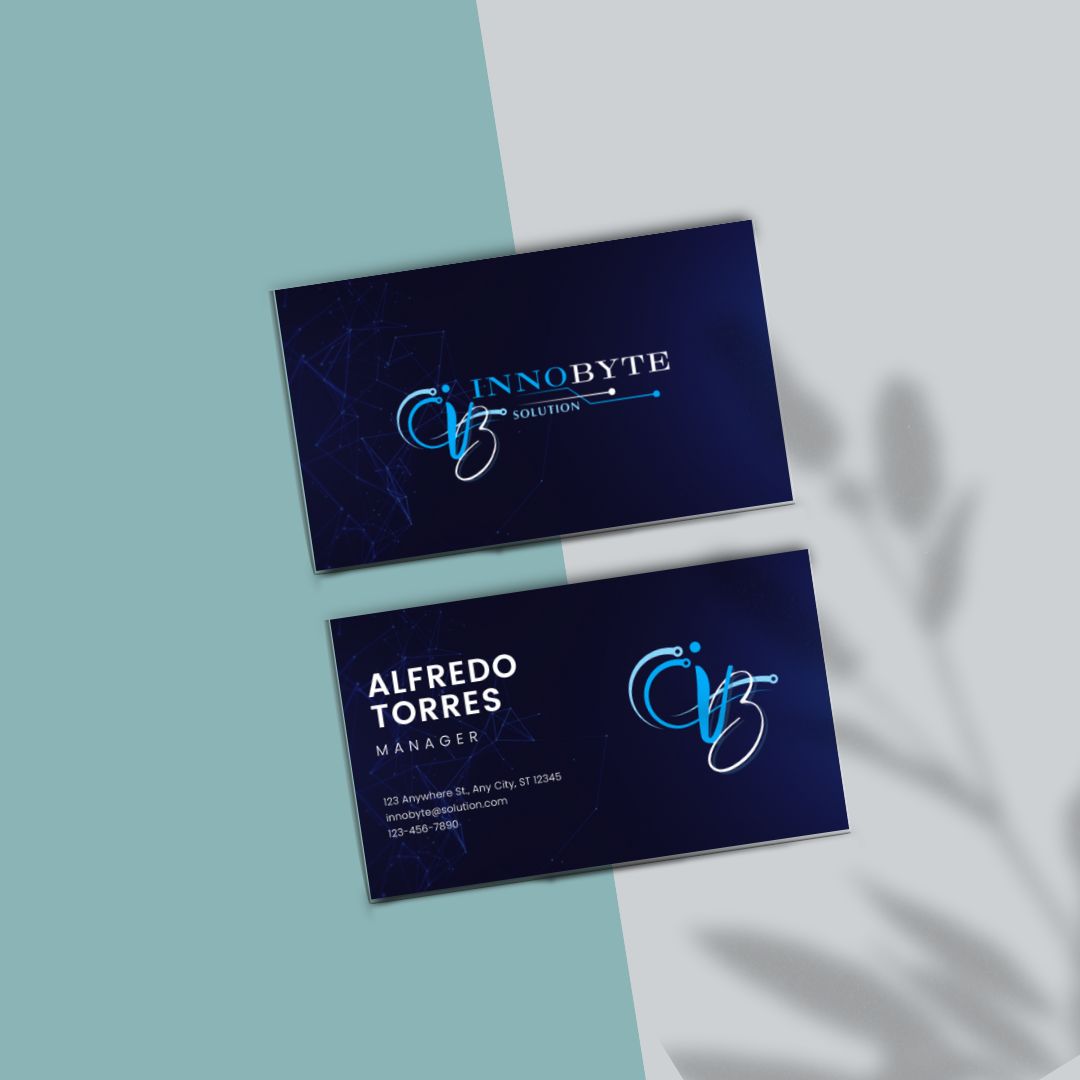 INNOBYTE
SOLUTION
ALFREDO
TORRES
MANAGER
123 Anywhere St., Any City, ST 12345
innobyte@solution.com
123-456-7890